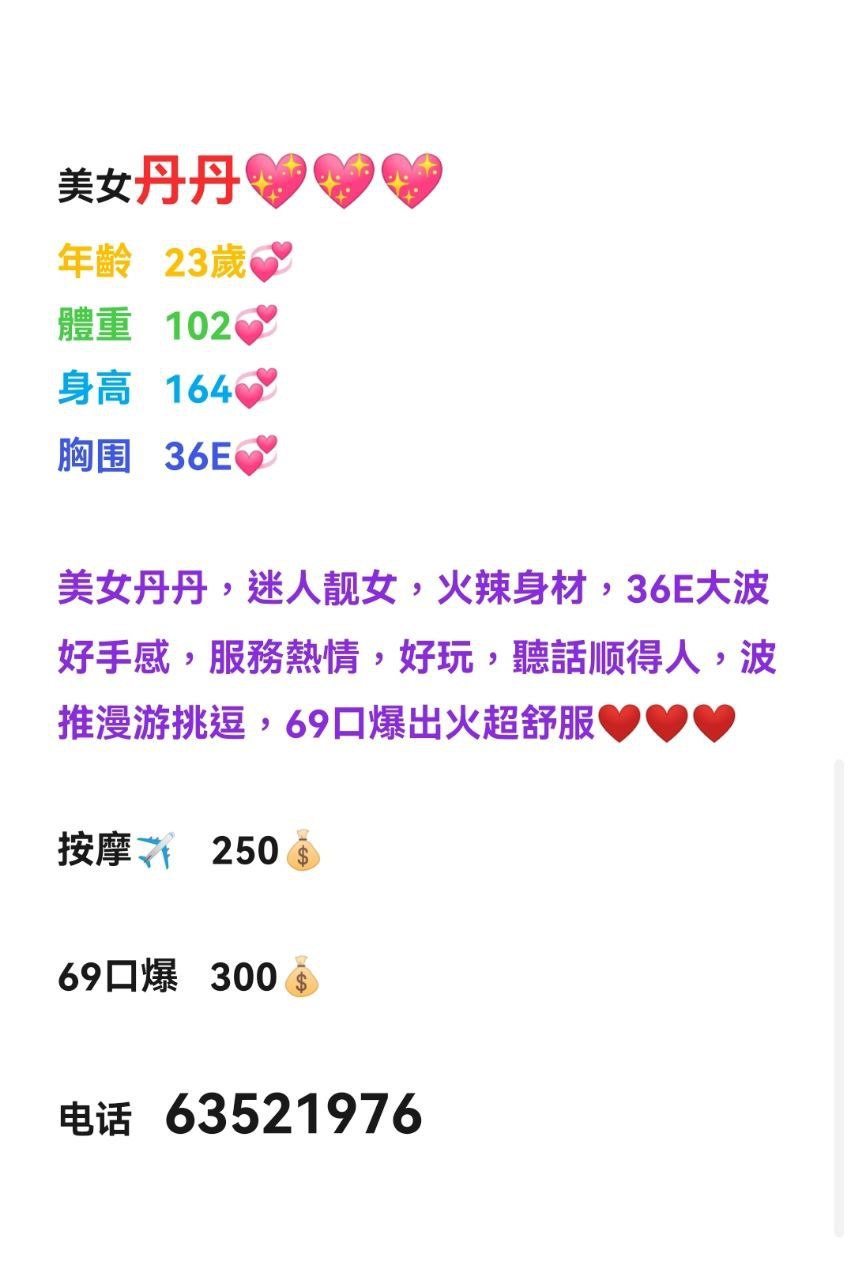 美女丹丹💖💖💖
年齡 23歲💞
體重 102💞
身高 164💞
胸围 36E💞
美女丹丹，迷人靓女，火辣身材，36E大波
好手感，服務熱情，好玩，聽話顺得人，波
推漫游挑逗，69口爆出火超舒服❤️❤️❤️
按摩✈️ 250💰
69口爆 300💰
电话 63521976